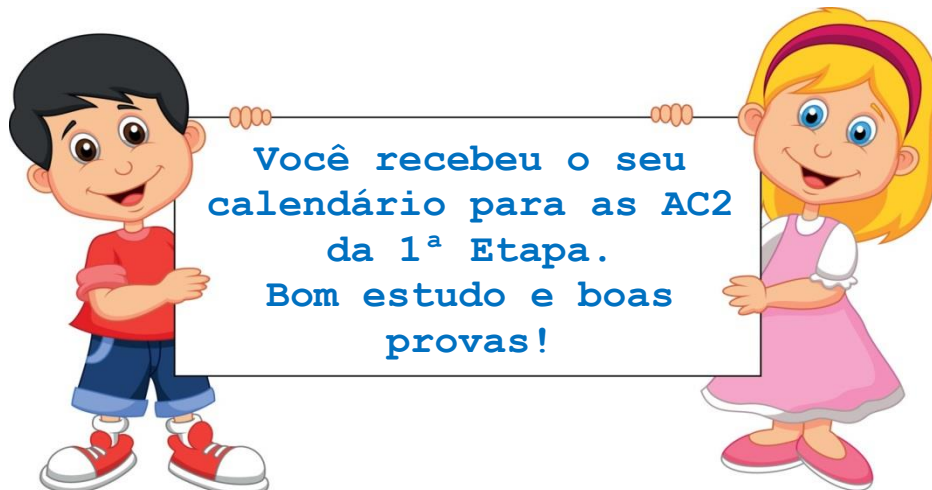 Você recebeu o seu
calendário para as AC2
da 1ª Etapa.
Bom estudo e boas
provas!